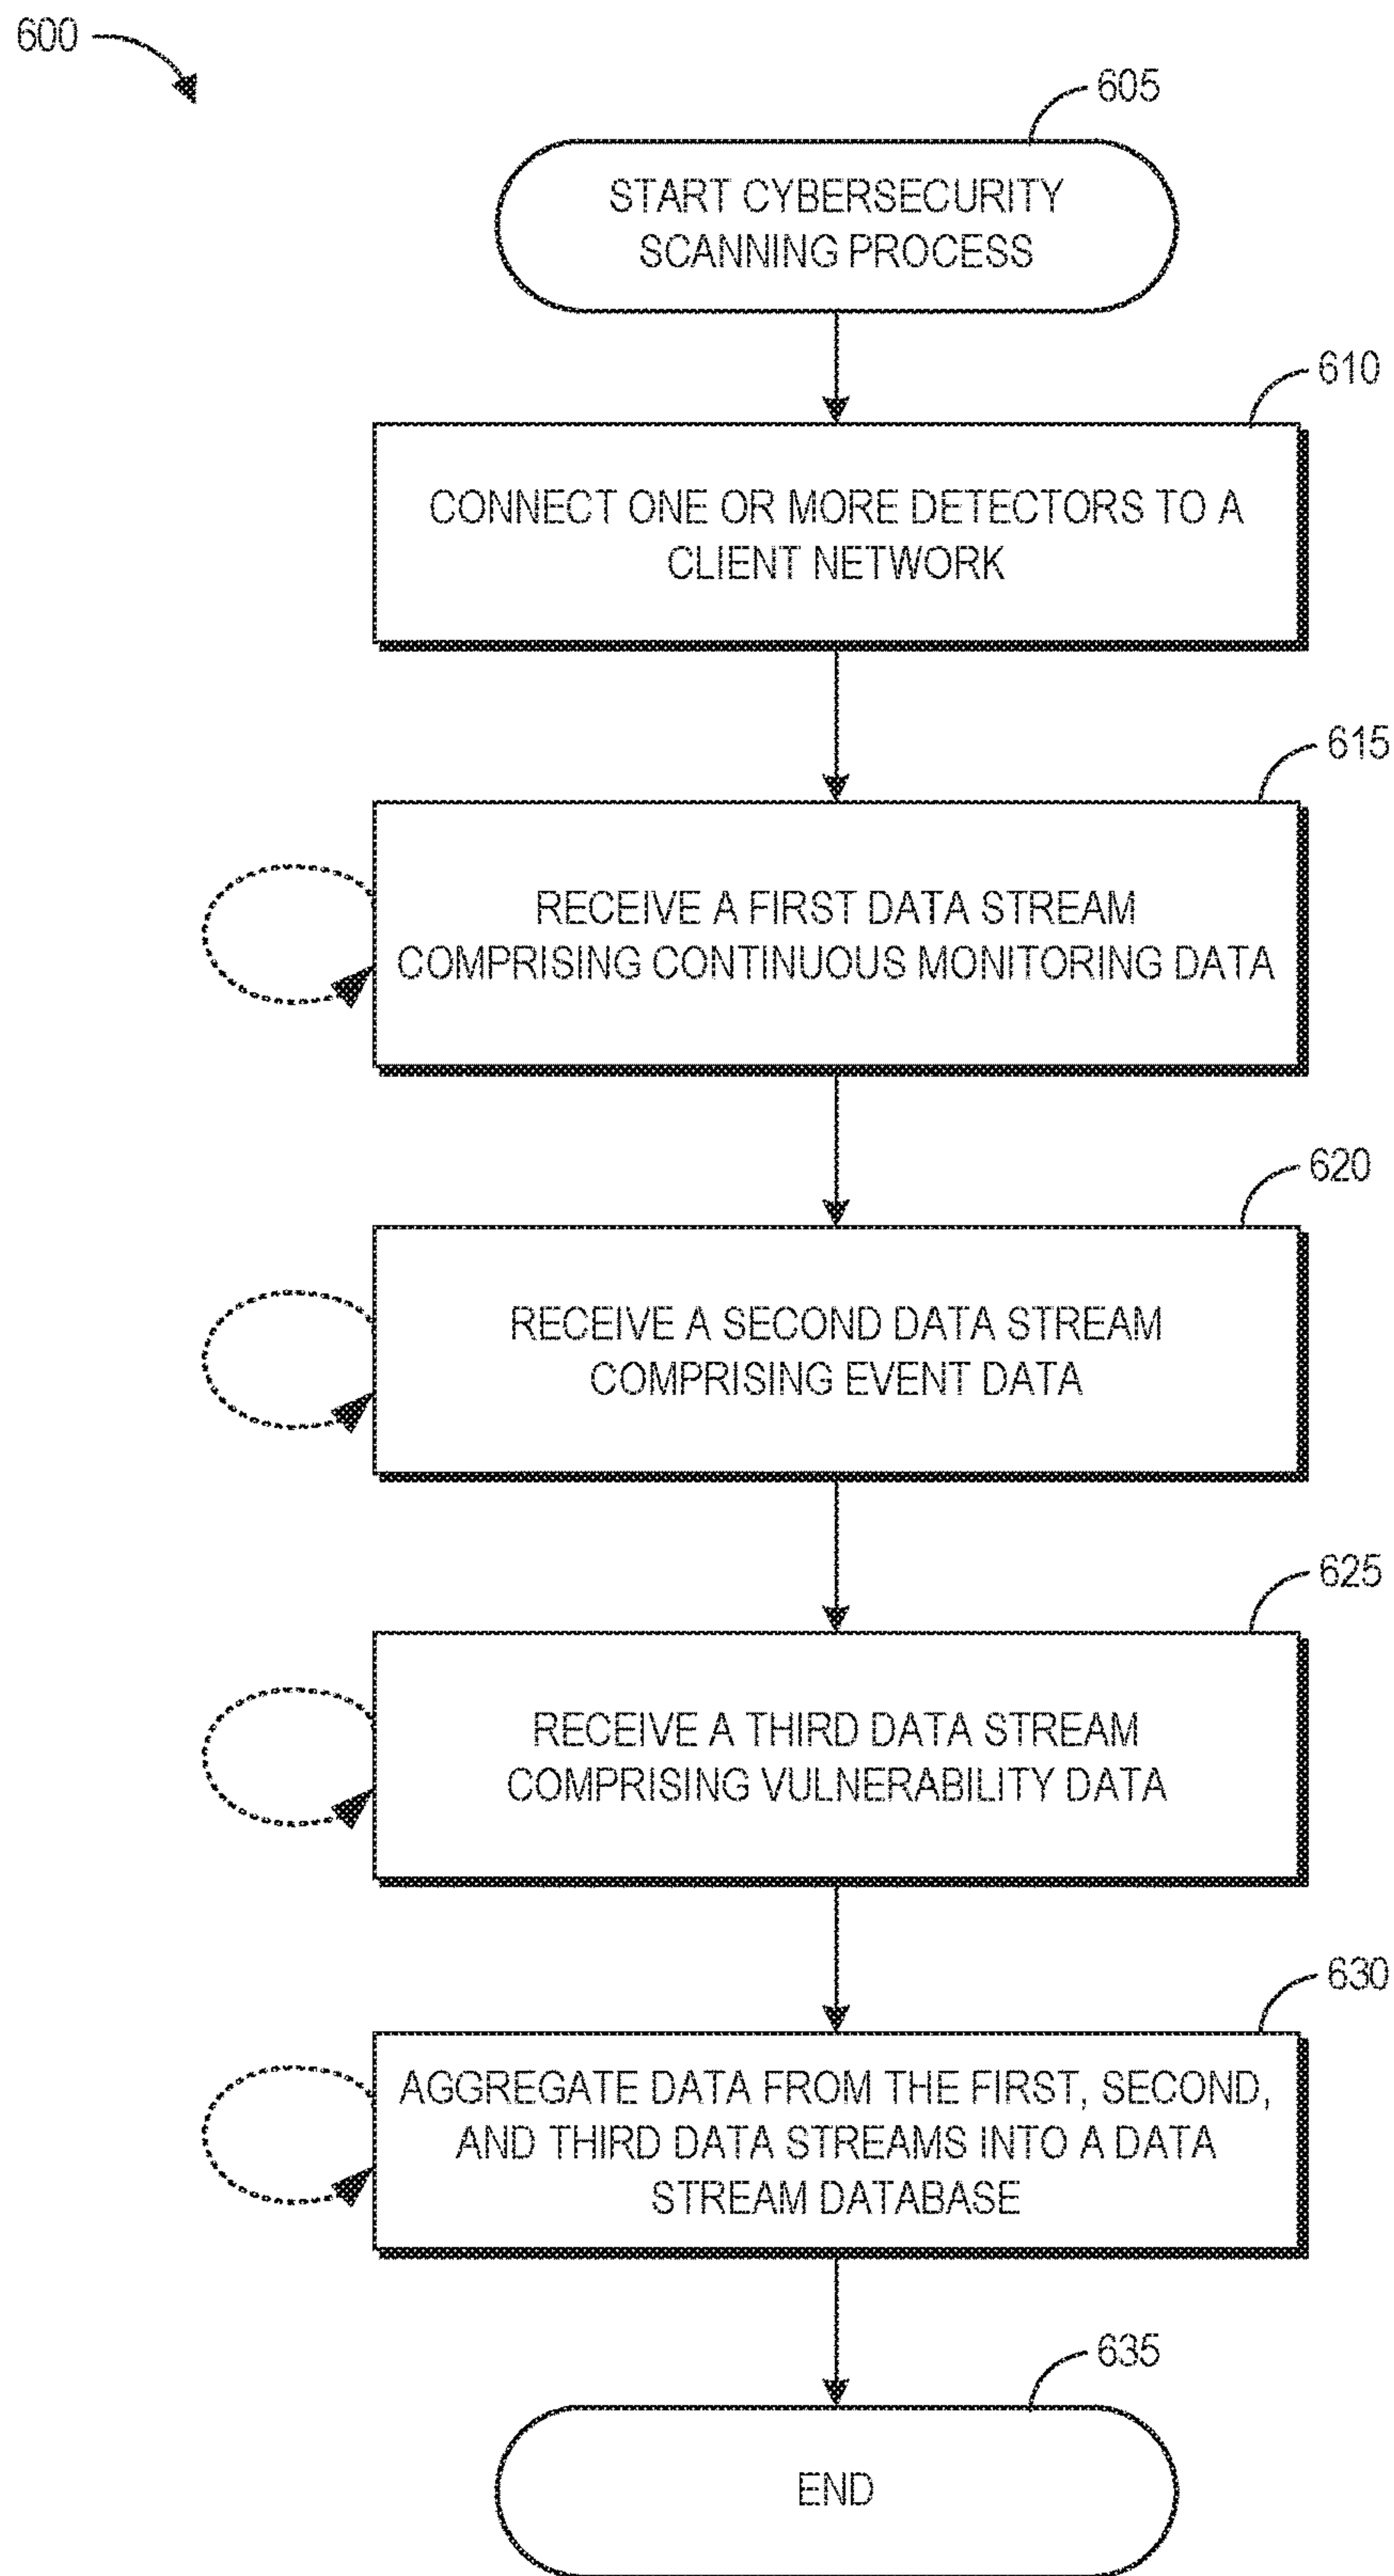 600
605
START CYBERSECURITY
SCANNING PROCESS
610
CONNECT ONE OR MORE DETECTORS TO A
CLIENT NETWORK
615
RECEIVE A FIRST DATA STREAM
COMPRISING CONTINUOUS MONITORING DATA
620
RECEIVE A SECOND DATA STREAM
COMPRISING EVENT DATA
625
RECEIVE A THIRD DATA STREAM
COMPRISING VULNERABILITY DATA
630
AGGREGATE DATA FROM THE FIRST, SECOND,
AND THIRD DATA STREAMS INTO A DATA
STREAM DATABASE
635
END